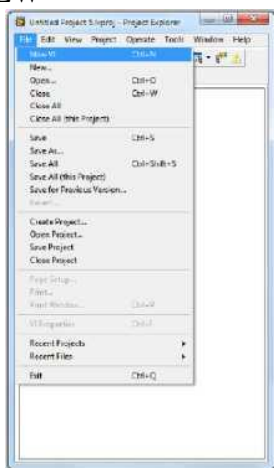 Untitled Project 5.lvproj - Project Explorer
File Edit View Project Operate Tools Window Help
New VI Ctrl+N
New...
Open... Ctrl+O
Close Ctrl+W
Close All
Close All (this Project)
Save Ctrl+S
Save As...
Save All Ctrl+Shift+S
Save All (this Project)
Save for Previous Version...
Revert...
Create Project...
Open Project...
Save Project
Close Project
Page Setup...
Print...
Print Window... Ctrl+P
VI Properties Ctrl+I
Recent Projects
Recent Files
Exit Ctrl+Q